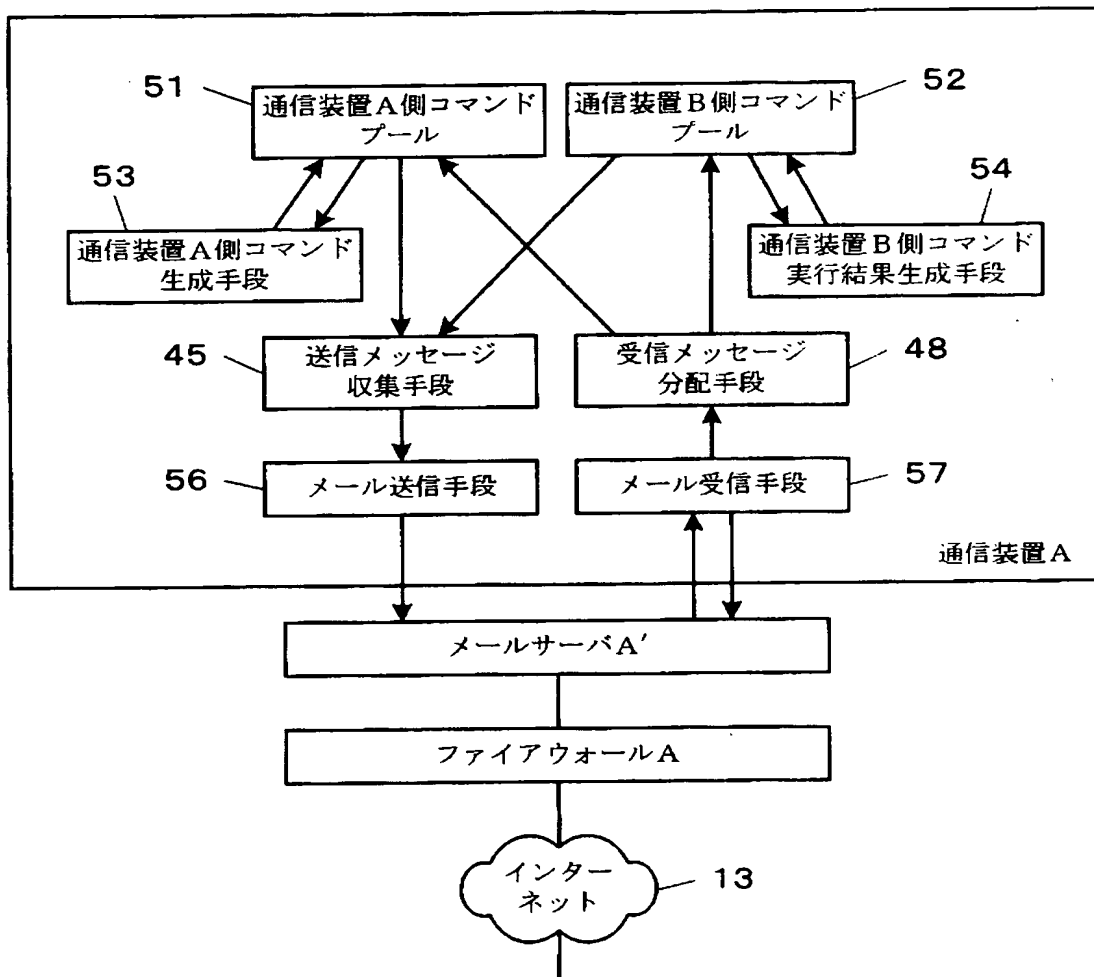 51
通信装置A側コマンド
プール
通信装置B側コマンド
プール
52
53
通信装置A側コマンド
生成手段
54
通信装置B側コマンド
実行結果生成手段
45
送信メッセージ
収集手段
受信メッセージ
分配手段
48
56
メール送信手段
メール受信手段
57
通信装置A
メールサーバA′
ファイアウォールA
インター
ネット
13